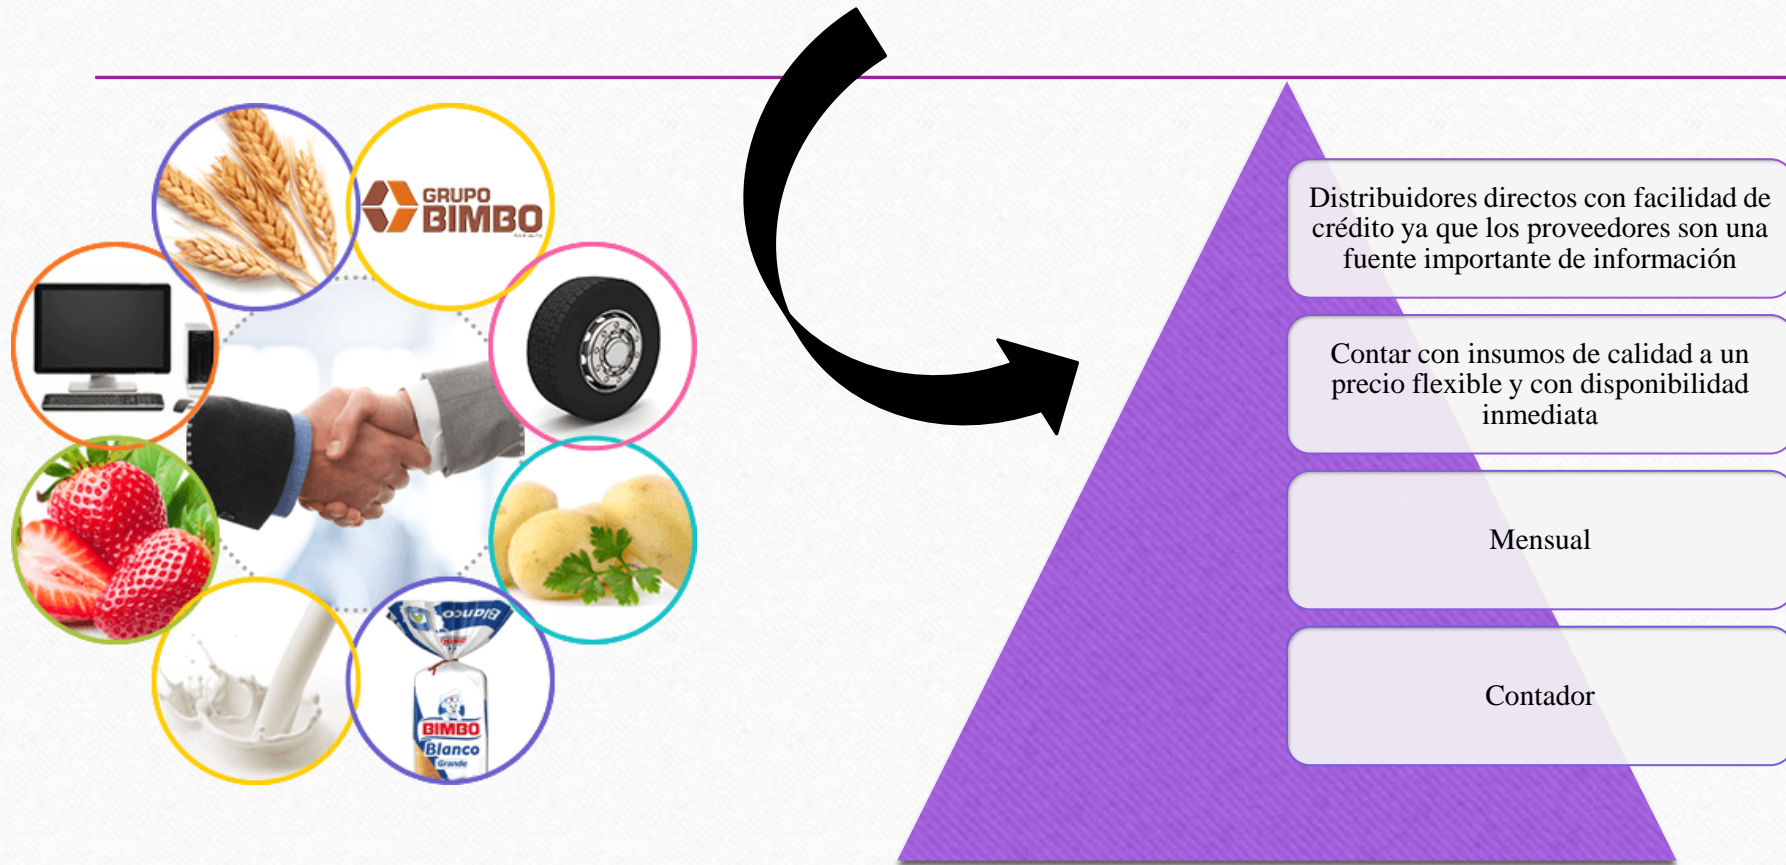 GRUPO
BIMBO
Blanco
BIMBO
Blanco
Grande
Distribuidores directos con facilidad de
crédito ya que los proveedores son una
fuente importante de información
Contar con insumos de calidad a un
precio flexible y con disponibilidad
inmediata
Mensual
Contador